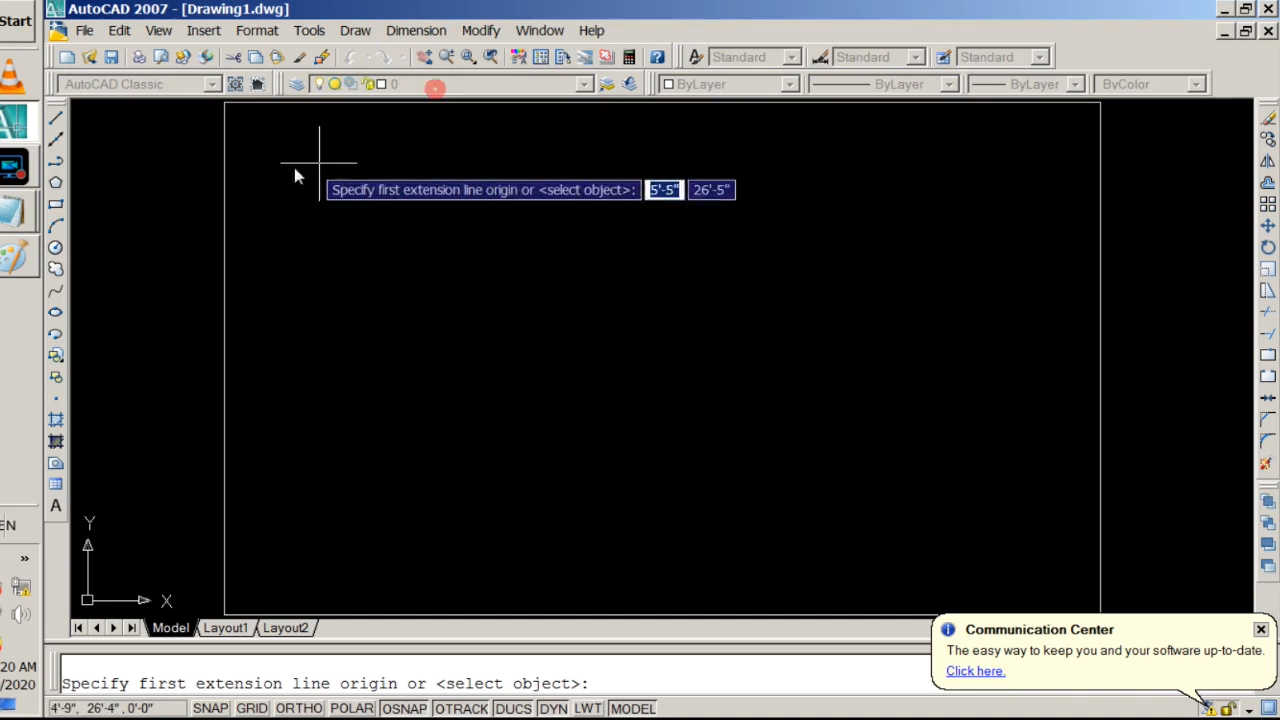 Start
AutoCAD 2007 - [Drawing1.dwg]
File Edit View Insert Format Tools Draw Dimension Modify Window Help
Standard Standard Standard
AutoCAD Classic 0 ByLayer ByLayer ByLayer ByColor
Specify first extension line origin or <select object>: 5'-5" 26'-5"
A
Y
X
EN
»
Model Layout1 Layout2
Communication Center
The easy way to keep you and your software up-to-date.
Click here.
:20 AM
/2020
Specify first extension line origin or <select object>:
4'-9", 26'-4", 0'-0" SNAP GRID ORTHO POLAR OSNAP OTRACK DUCS DYN LWT MODEL